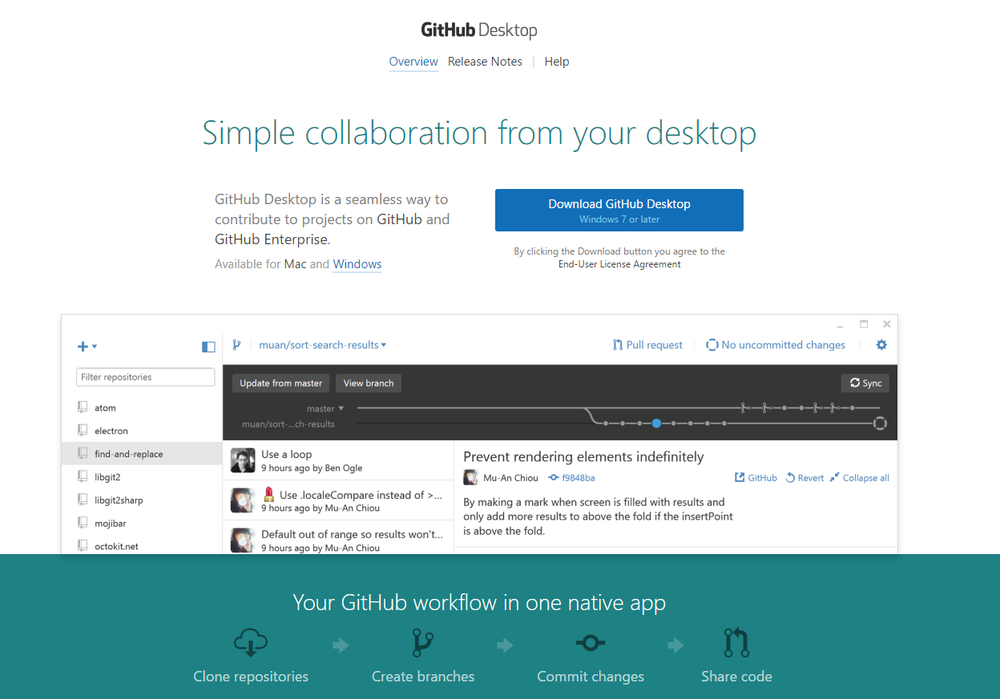 GitHub Desktop
Overview Release Notes | Help
Simple collaboration from your desktop
GitHub Desktop is a seamless way to
contribute to projects on GitHub and
GitHub Enterprise.
Available for Mac and Windows
Download GitHub Desktop
Windows 7 or later
By clicking the Download button you agree to the
End-User License Agreement
muan/sort-search-results
Pull request
No uncommitted changes
Filter repositories
atom
electron
find-and-replace
libgit2
libgit2sharp
mojibar
octokit.net
Update from master
View branch
Sync
master
muan/sort-...ch-results
Use a loop
9 hours ago by Ben Ogle
Use .localeCompare instead of >...
9 hours ago by Mu-An Chiou
Default out of range so results won't...
9 hours ago by Mu-An Chiou
Prevent rendering elements indefinitely
Mu-An Chiou f9848ba
GitHub Revert Collapse all
By making a mark when screen is filled with results and
only add more results to above the fold if the insertPoint
is above the fold.
Your GitHub workflow in one native app
Clone repositories
Create branches
Commit changes
Share code